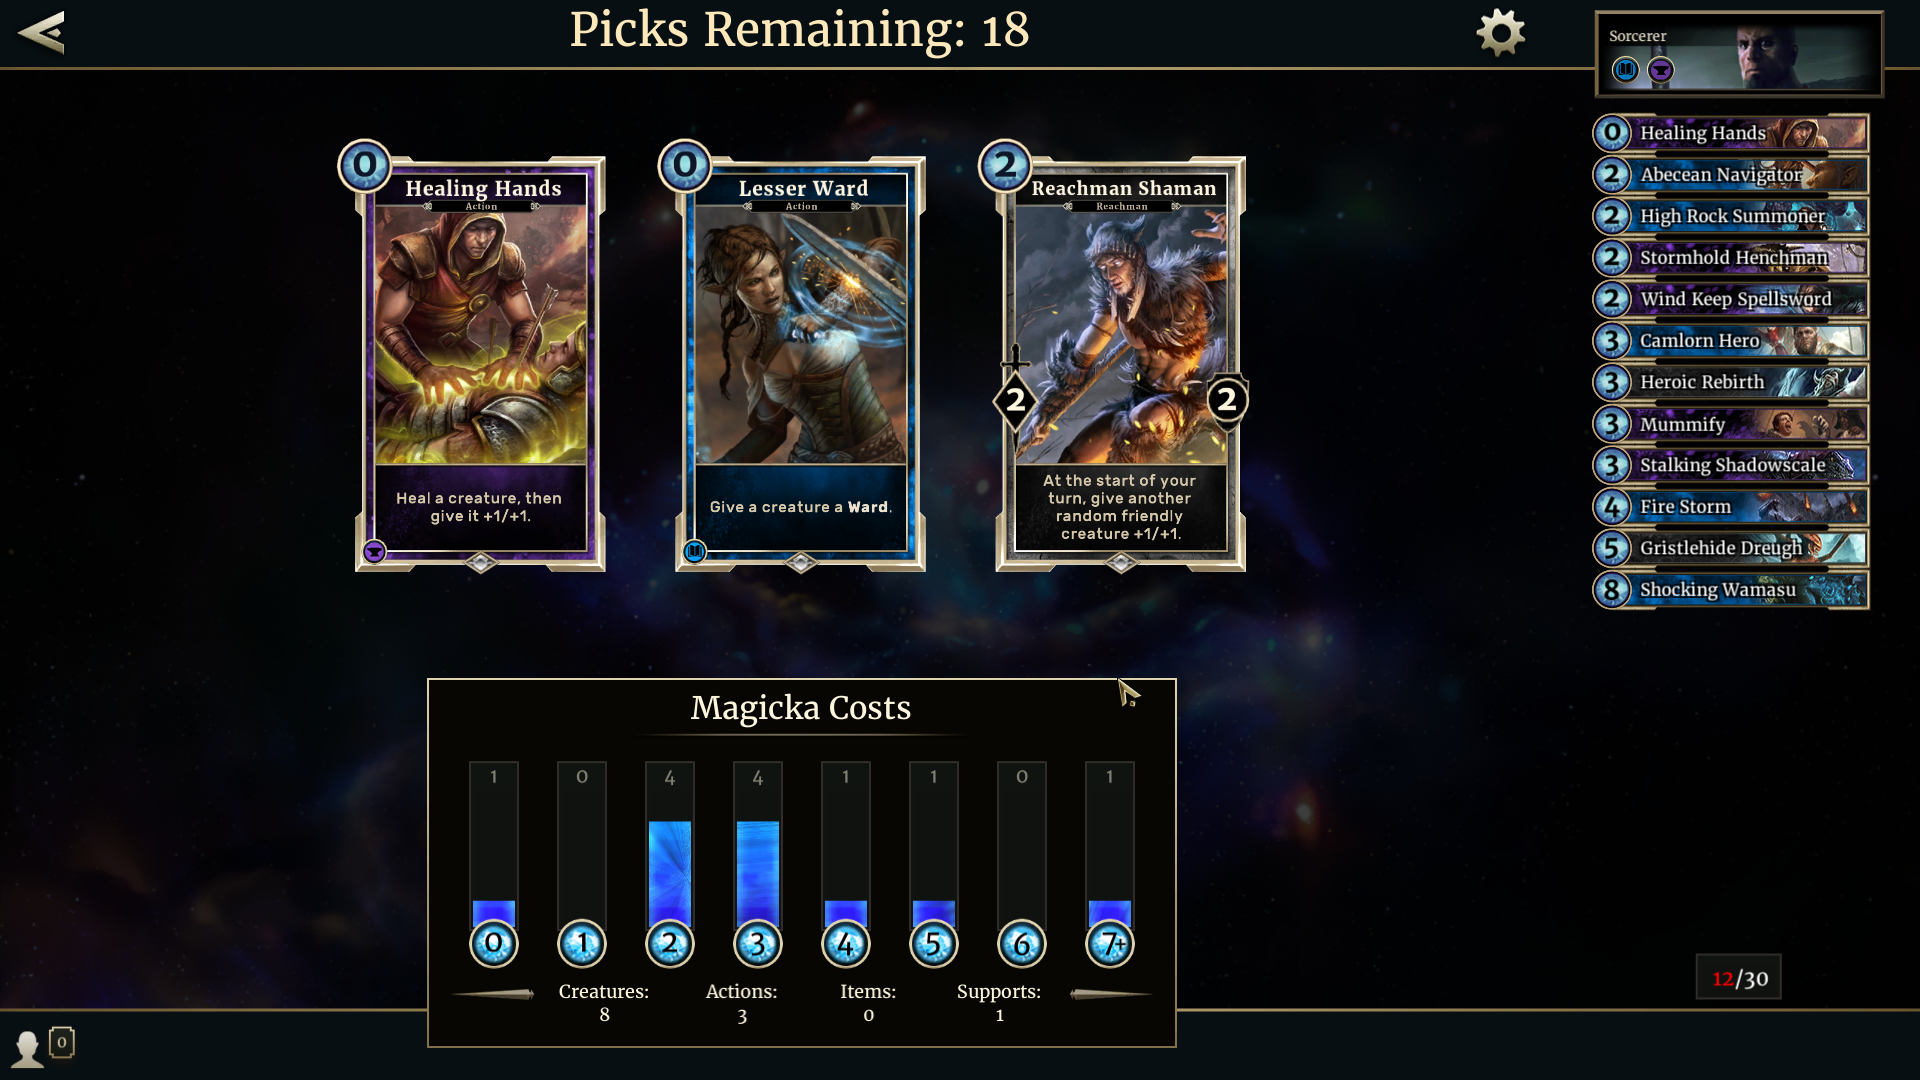 Picks Remaining: 18
Sorcerer
0
Healing Hands
Action
Heal a creature, then
give it +1/+1.
0
Lesser Ward
Action
Give a creature a Ward.
2
Reachman Shaman
Reachman
2
2
At the start of your
turn, give another
random friendly
creature +1/+1.
0 Healing Hands
2 Abecean Navigator
2 High Rock Summoner
2 Stormhold Henchman
2 Wind Keep Spellsword
3 Camlorn Hero
3 Heroic Rebirth
3 Mummify
3 Stalking Shadowscale
4 Fire Storm
5 Gristlehide Dreugh
8 Shocking Wamasu
Magicka Costs
1 0 4 4 1 1 0 1
0 1 2 3 4 5 6 7+
Creatures: Actions: Items: Supports:
8 3 0 1
12/30
0